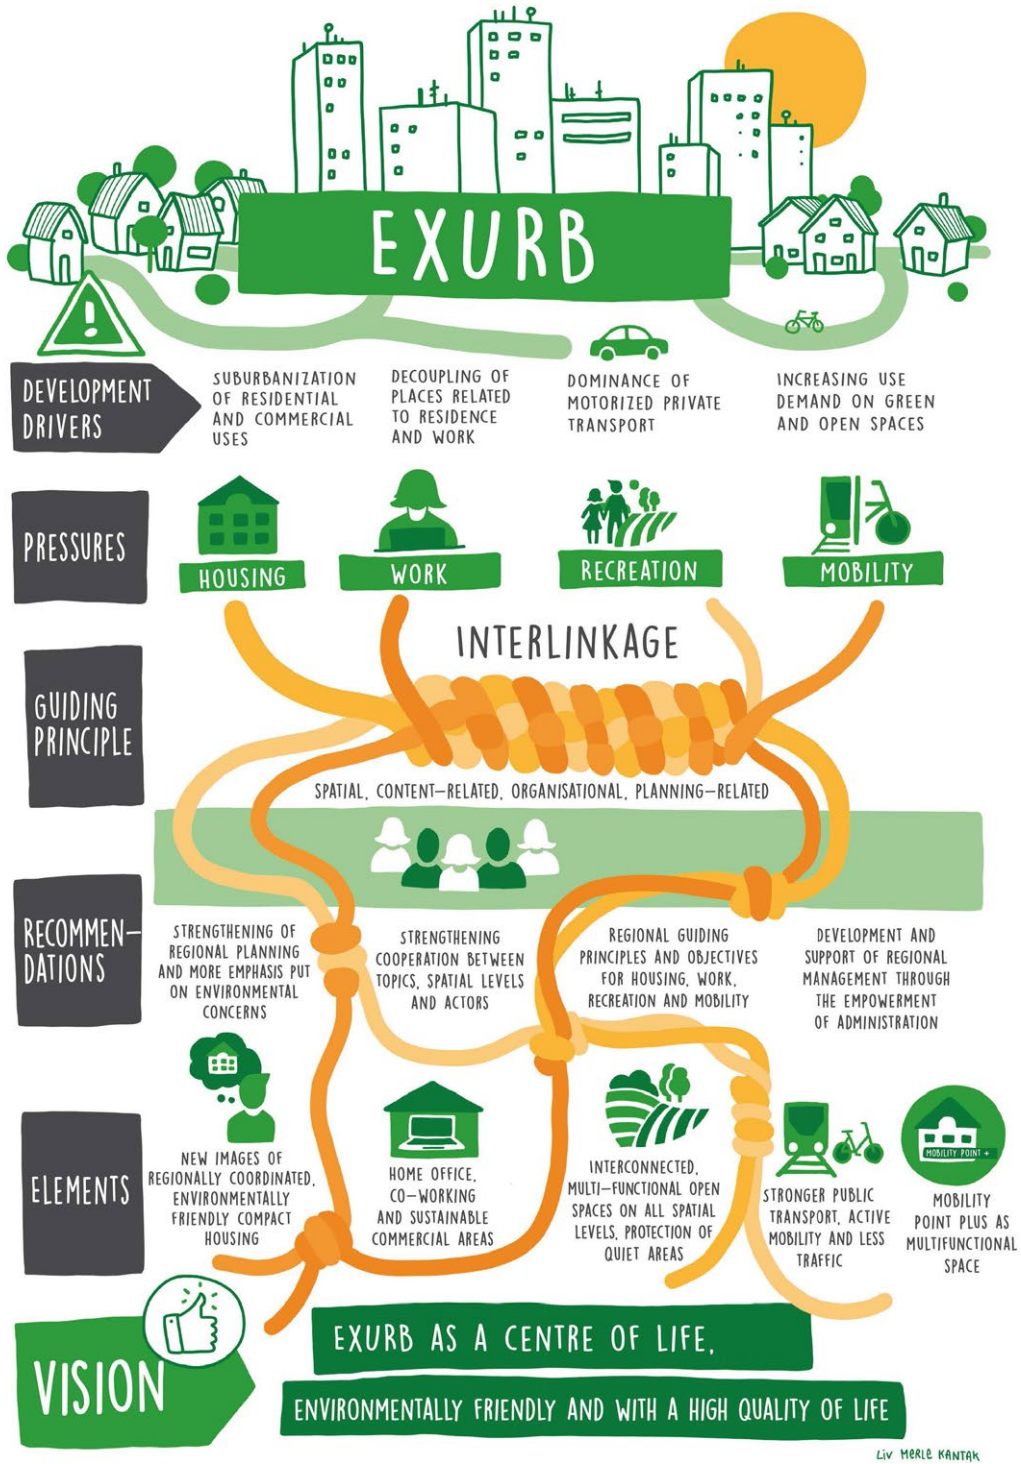 EXURB
DEVELOPMENT
DRIVERS
SUBURBANIZATION
OF RESIDENTIAL
AND COMMERCIAL
USES
DECOUPLING OF
PLACES RELATED
TO RESIDENCE
AND WORK
DOMINANCE OF
MOTORIZED PRIVATE
TRANSPORT
INCREASING USE
DEMAND ON GREEN
AND OPEN SPACES
PRESSURES
HOUSING
WORK
RECREATION
MOBILITY
GUIDING
PRINCIPLE
INTERLINKAGE
SPATIAL, CONTENT-RELATED, ORGANISATIONAL, PLANNING-RELATED
RECOMMEN-
DATIONS
STRENGTHENING OF
REGIONAL PLANNING
AND MORE EMPHASIS PUT
ON ENVIRONMENTAL
CONCERNS
STRENGTHENING
COOPERATION BETWEEN
TOPICS, SPATIAL LEVELS
AND ACTORS
REGIONAL GUIDING
PRINCIPLES AND OBJECTIVES
FOR HOUSING, WORK,
RECREATION AND MOBILITY
DEVELOPMENT AND
SUPPORT OF REGIONAL
MANAGEMENT THROUGH
THE EMPOWERMENT
OF ADMINISTRATION
ELEMENTS
NEW IMAGES OF
REGIONALLY COORDINATED,
ENVIRONMENTALLY
FRIENDLY COMPACT
HOUSING
HOME OFFICE,
CO-WORKING
AND SUSTAINABLE
COMMERCIAL AREAS
INTERCONNECTED,
MULTI-FUNCTIONAL OPEN
SPACES ON ALL SPATIAL
LEVELS, PROTECTION OF
QUIET AREAS
STRONGER PUBLIC
TRANSPORT, ACTIVE
MOBILITY AND LESS
TRAFFIC
MOBILITY POINT +
MOBILITY
POINT PLUS AS
MULTIFUNCTIONAL
SPACE
VISION
EXURB AS A CENTRE OF LIFE,
ENVIRONMENTALLY FRIENDLY AND WITH A HIGH QUALITY OF LIFE
LiV MERLE KANTAK